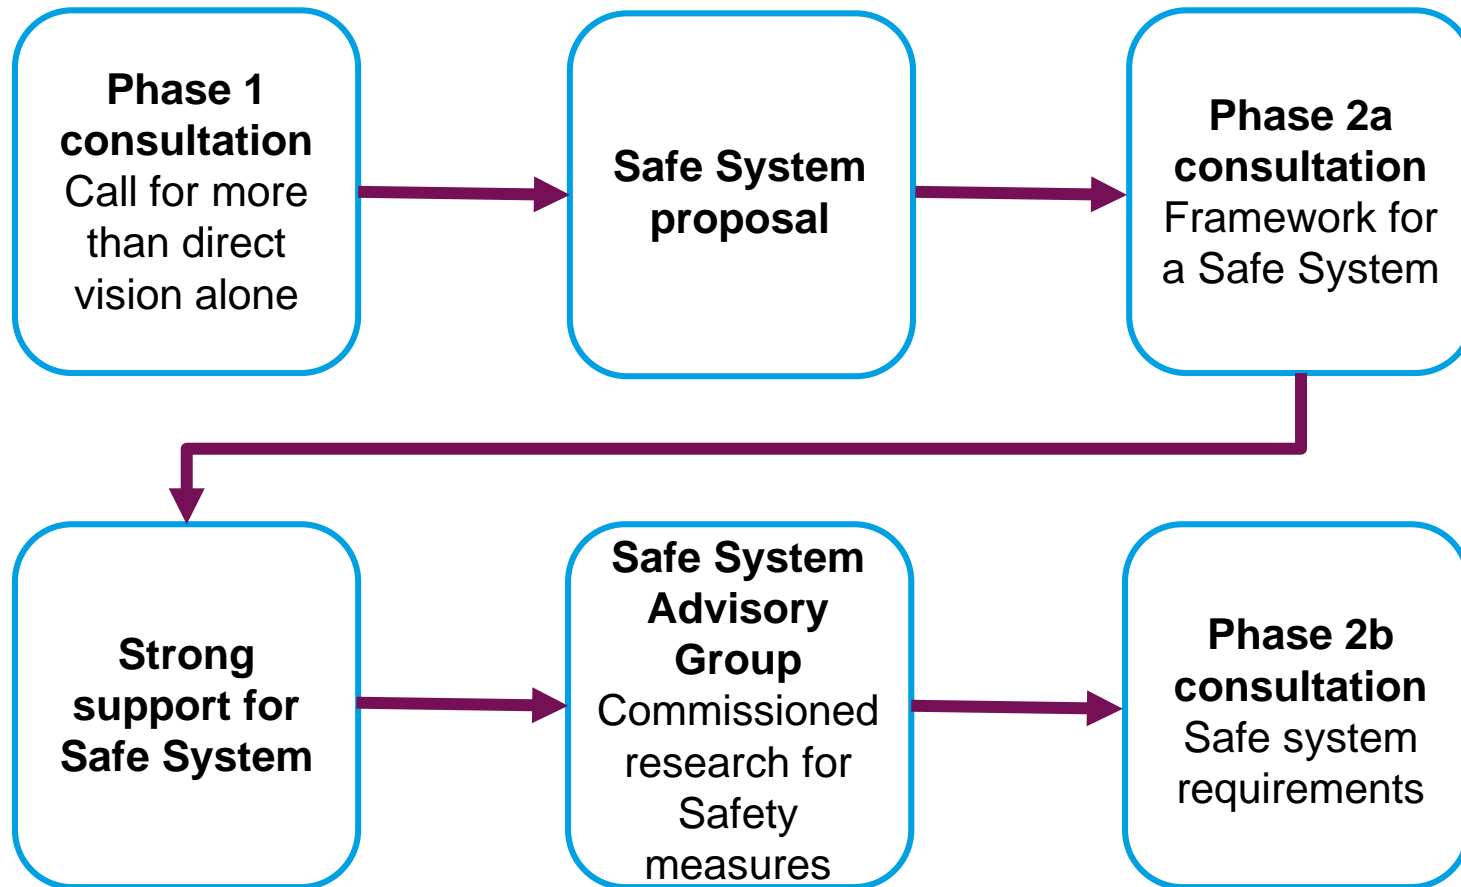 Phase 1
consultation
Call for more
than direct
vision alone
Safe System
proposal
Phase 2a
consultation
Framework for
a Safe System
Strong
support for
Safe System
Safe System
Advisory
Group
Commissioned
research for
Safety
measures
Phase 2b
consultation
Safe system
requirements